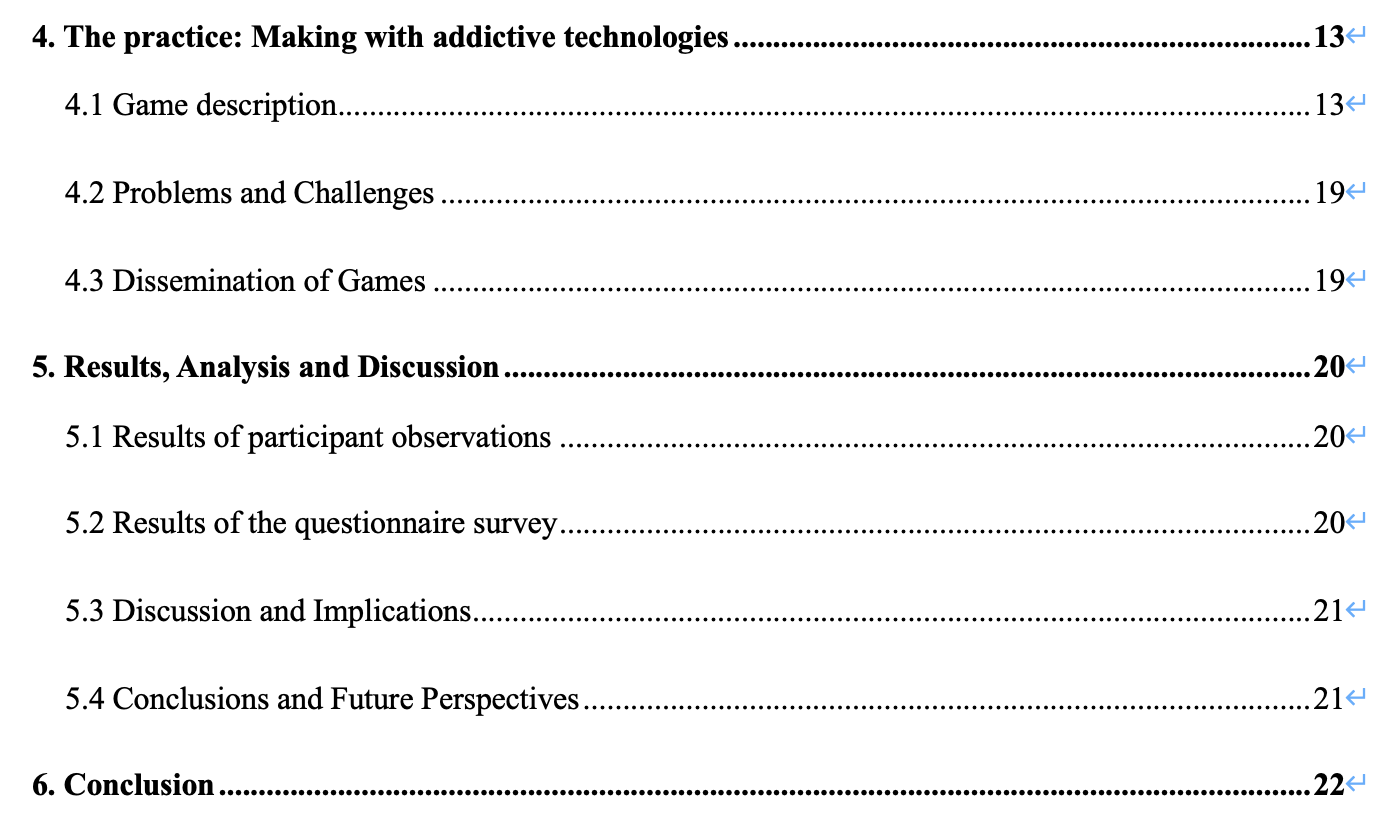 4. The practice: Making with addictive technologies........................................................................13↵
4.1 Game description........................................................................13↵
4.2 Problems and Challenges........................................................................19↵
4.3 Dissemination of Games........................................................................19↵
5. Results, Analysis and Discussion........................................................................20↵
5.1 Results of participant observations........................................................................20↵
5.2 Results of the questionnaire survey........................................................................20↵
5.3 Discussion and Implications........................................................................21↵
5.4 Conclusions and Future Perspectives........................................................................21↵
6. Conclusion........................................................................22↵